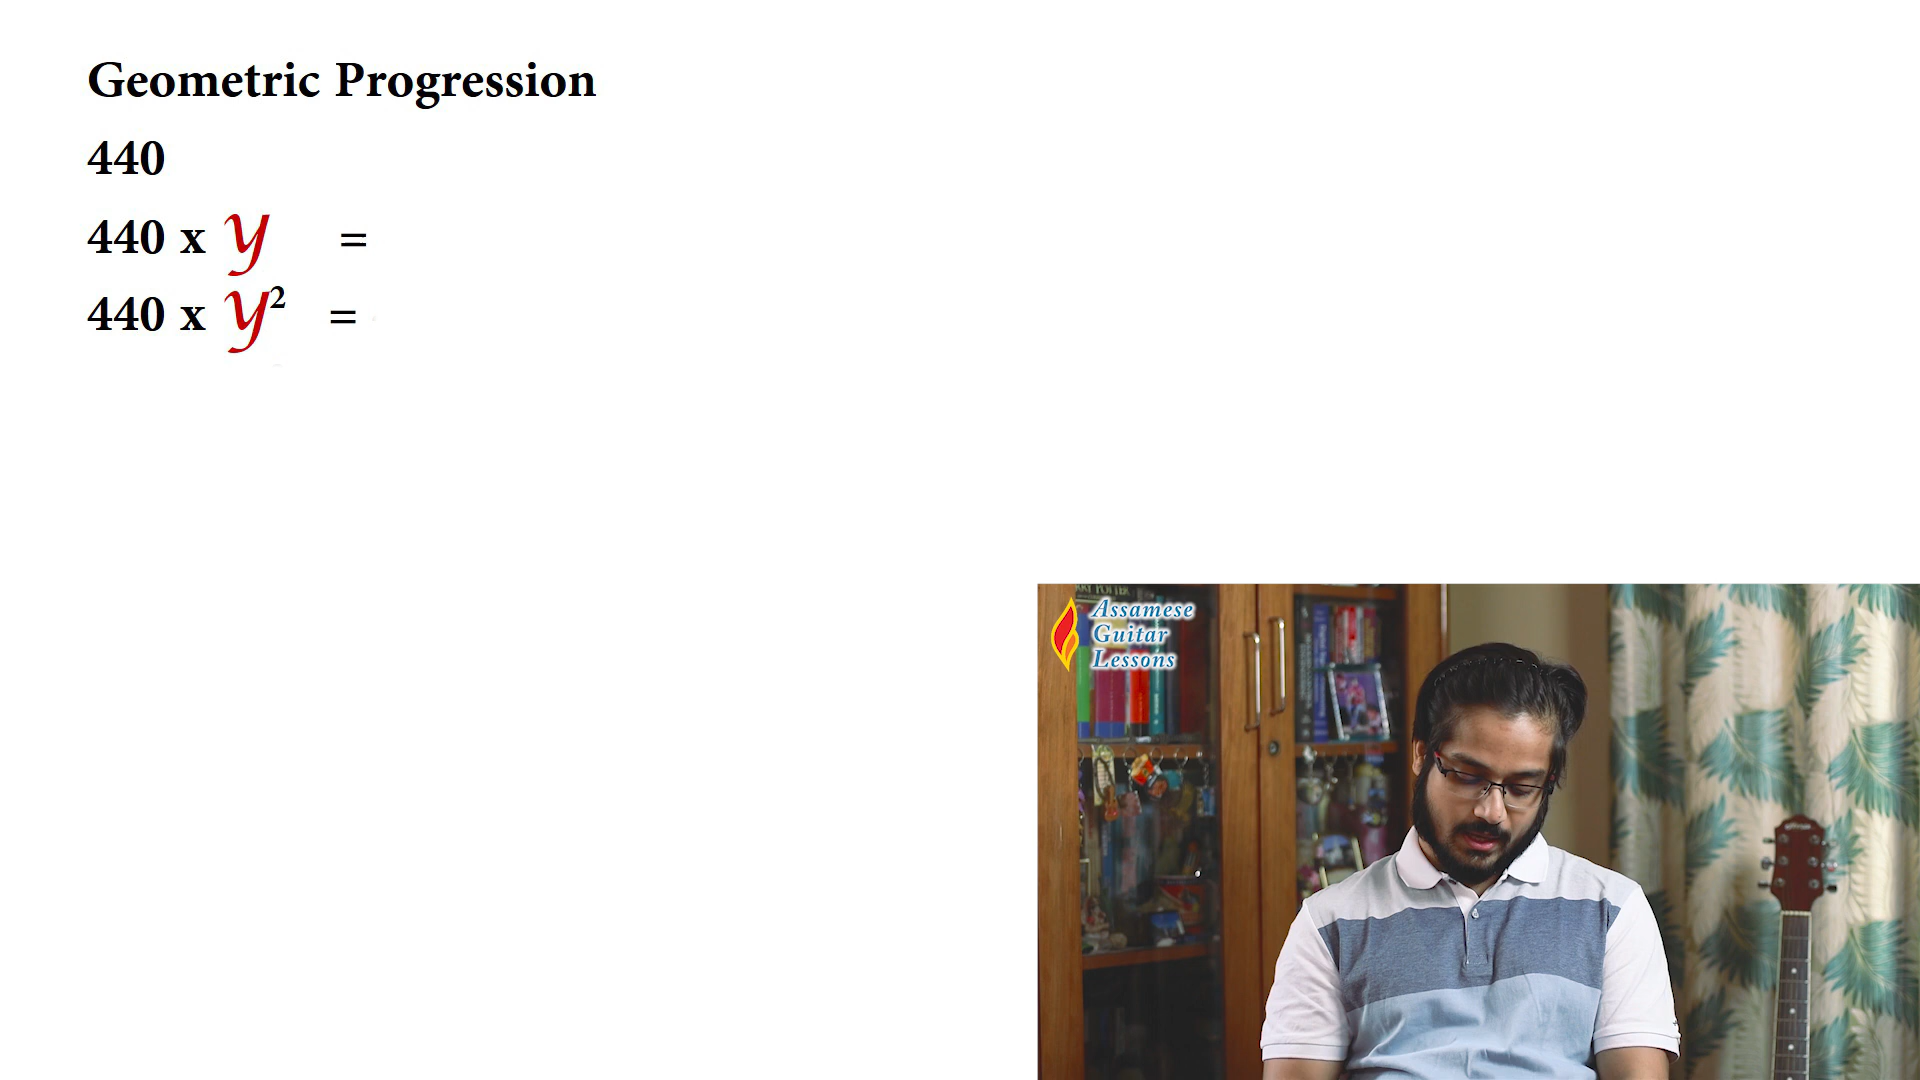 Geometric Progression
440
440 x y =
440 x y² =
Assamese
Guitar
Lessons